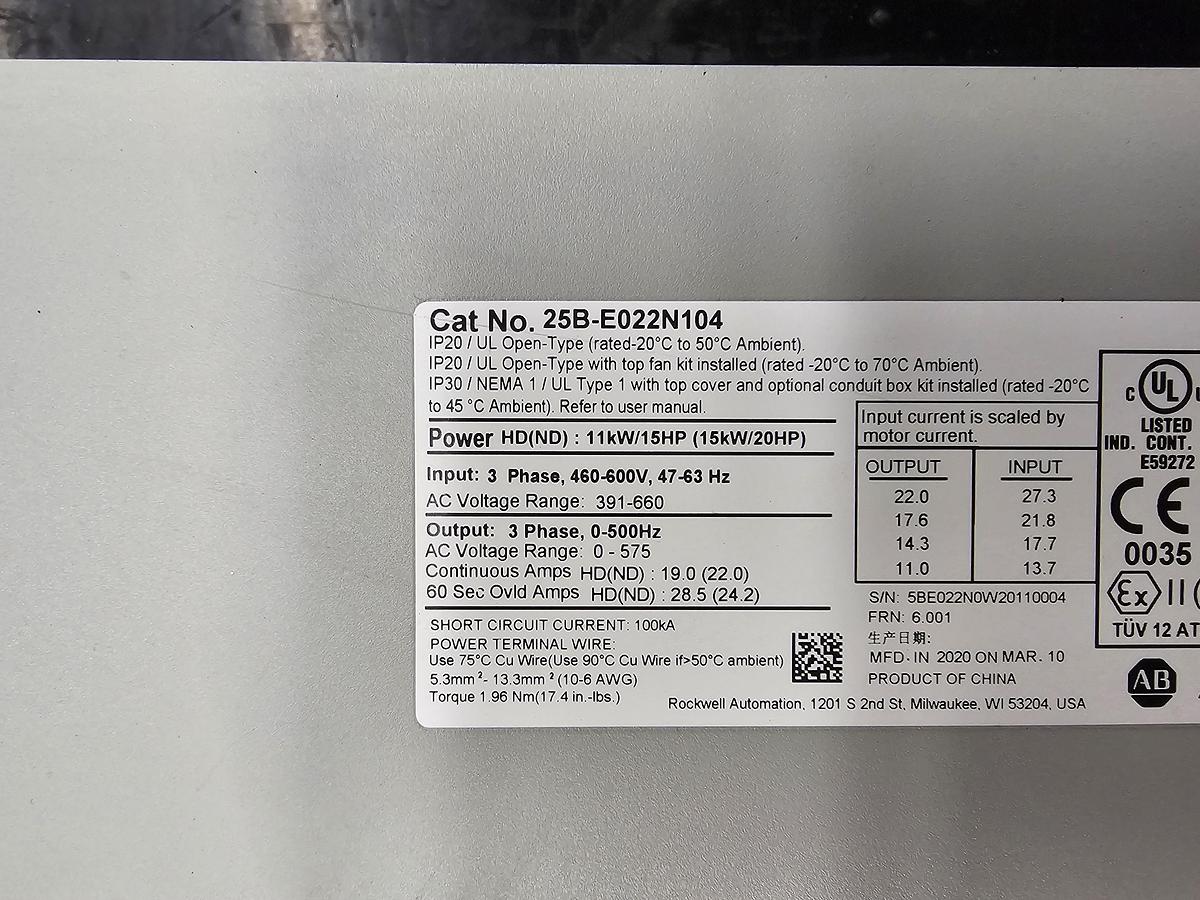 Cat No. 25B-E022N104
IP20 / UL Open-Type (rated-20°C to 50°C Ambient).
IP20 / UL Open-Type with top fan kit installed (rated -20°C to 70°C Ambient).
IP30 / NEMA 1 / UL Type 1 with top cover and optional conduit box kit installed (rated -20°C
to 45 °C Ambient). Refer to user manual.
Power HD(ND) : 11kW/15HP (15kW/20HP)
Input: 3 Phase, 460-600V, 47-63 Hz
AC Voltage Range: 391-660
Output: 3 Phase, 0-500Hz
AC Voltage Range: 0 - 575
Continuous Amps HD(ND) : 19.0 (22.0)
60 Sec Ovld Amps HD(ND) : 28.5 (24.2)
SHORT CIRCUIT CURRENT: 100kA
POWER TERMINAL WIRE:
Use 75°C Cu Wire(Use 90°C Cu Wire if>50°C ambient)
5.3mm²- 13.3mm² (10-6 AWG)
Torque 1.96 Nm(17.4 in.-lbs.)
Input current is scaled by
motor current.
OUTPUT INPUT
22.0 27.3
17.6 21.8
14.3 17.7
11.0 13.7
S/N: 5BE022N0W20110004
FRN: 6.001
生产日期:
MFD. IN 2020 ON MAR. 10
PRODUCT OF CHINA
Rockwell Automation, 1201 S 2nd St, Milwaukee, WI 53204, USA
C UL
LISTED
IND. CONT.
E59272
CE
0035
Ex II
TÜV 12 AT
AB